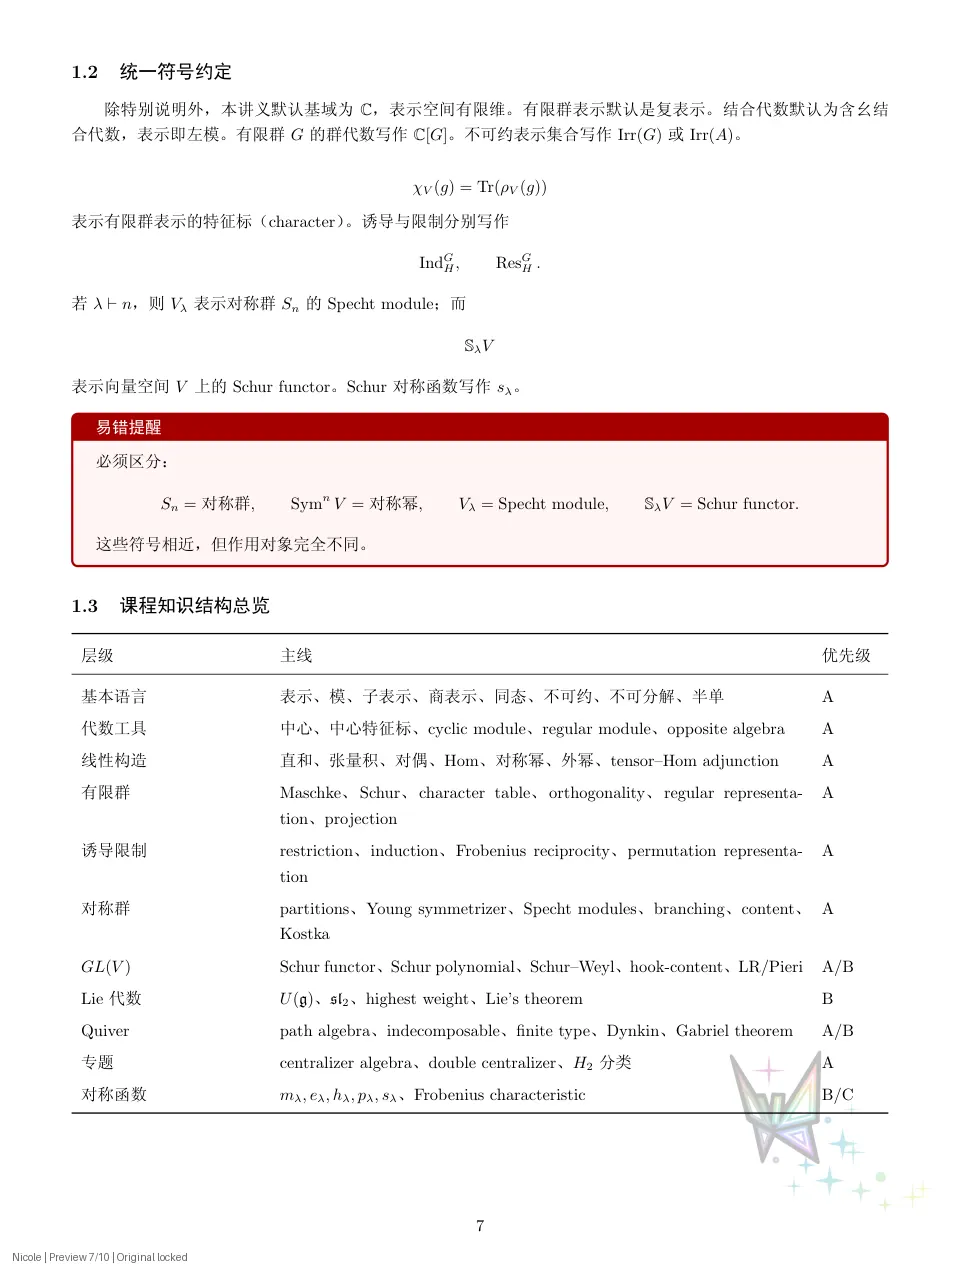 1.2 统一符号约定
除特别说明外，本讲义默认基域为 ℂ，表示空间有限维。有限群表示默认是复表示。结合代数默认为含幺结
合代数，表示即左模。有限群 G 的群代数写作 ℂ[G]。不可约表示集合写作 Irr(G) 或 Irr(A)。
χ_V(g) = Tr(ρ_V(g))
表示有限群表示的特征标（character）。诱导与限制分别写作
Ind_H^G, Res_H^G.
若 λ ⊢ n，则 V_λ 表示对称群 S_n 的 Specht module；而
𝕊_λV
表示向量空间 V 上的 Schur functor。Schur 对称函数写作 s_λ。
易错提醒
必须区分：
S_n = 对称群, Sym^n V = 对称幂, V_λ = Specht module, 𝕊_λV = Schur functor.
这些符号相近，但作用对象完全不同。
1.3 课程知识结构总览
层级 主线 优先级
基本语言 表示、模、子表示、商表示、同态、不可约、不可分解、半单 A
代数工具 中心、中心特征标、cyclic module、regular module、opposite algebra A
线性构造 直和、张量积、对偶、Hom、对称幂、外幂、tensor–Hom adjunction A
有限群 Maschke、Schur、character table、orthogonality、regular representa- A
tion、projection
诱导限制 restriction、induction、Frobenius reciprocity、permutation representa- A
tion
对称群 partitions、Young symmetrizer、Specht modules、branching、content、 A
Kostka
GL(V) Schur functor、Schur polynomial、Schur–Weyl、hook-content、LR/Pieri A/B
Lie 代数 U(𝔤)、𝔰𝔩_2、highest weight、Lie's theorem B
Quiver path algebra、indecomposable、finite type、Dynkin、Gabriel theorem A/B
专题 centralizer algebra、double centralizer、H_2 分类 A
对称函数 m_λ, e_λ, h_λ, p_λ, s_λ、Frobenius characteristic B/C
7
Nicole | Preview 7/10 | Original locked